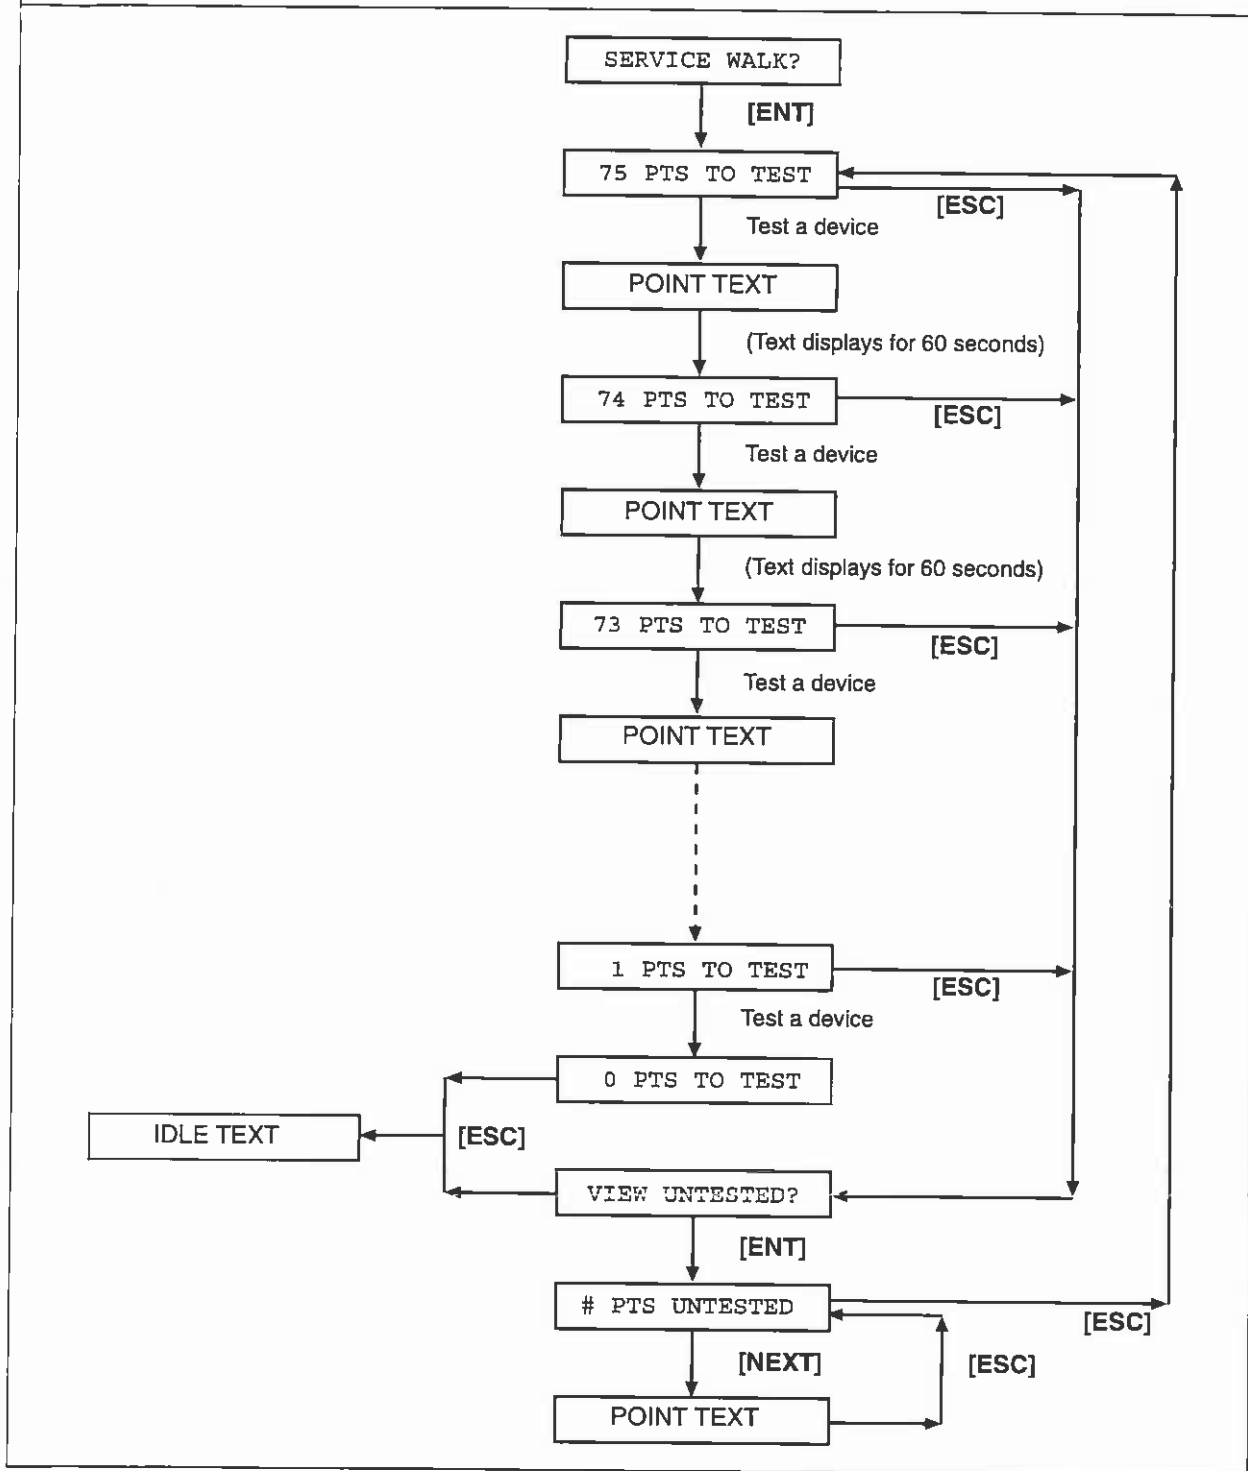 SERVICE WALK?
[ENT]
75 PTS TO TEST
[ESC]
Test a device
POINT TEXT
(Text displays for 60 seconds)
74 PTS TO TEST
[ESC]
Test a device
POINT TEXT
(Text displays for 60 seconds)
73 PTS TO TEST
[ESC]
Test a device
POINT TEXT
1 PTS TO TEST
[ESC]
Test a device
0 PTS TO TEST
IDLE TEXT
[ESC]
VIEW UNTESTED?
[ENT]
# PTS UNTESTED
[ESC]
[NEXT]
[ESC]
POINT TEXT